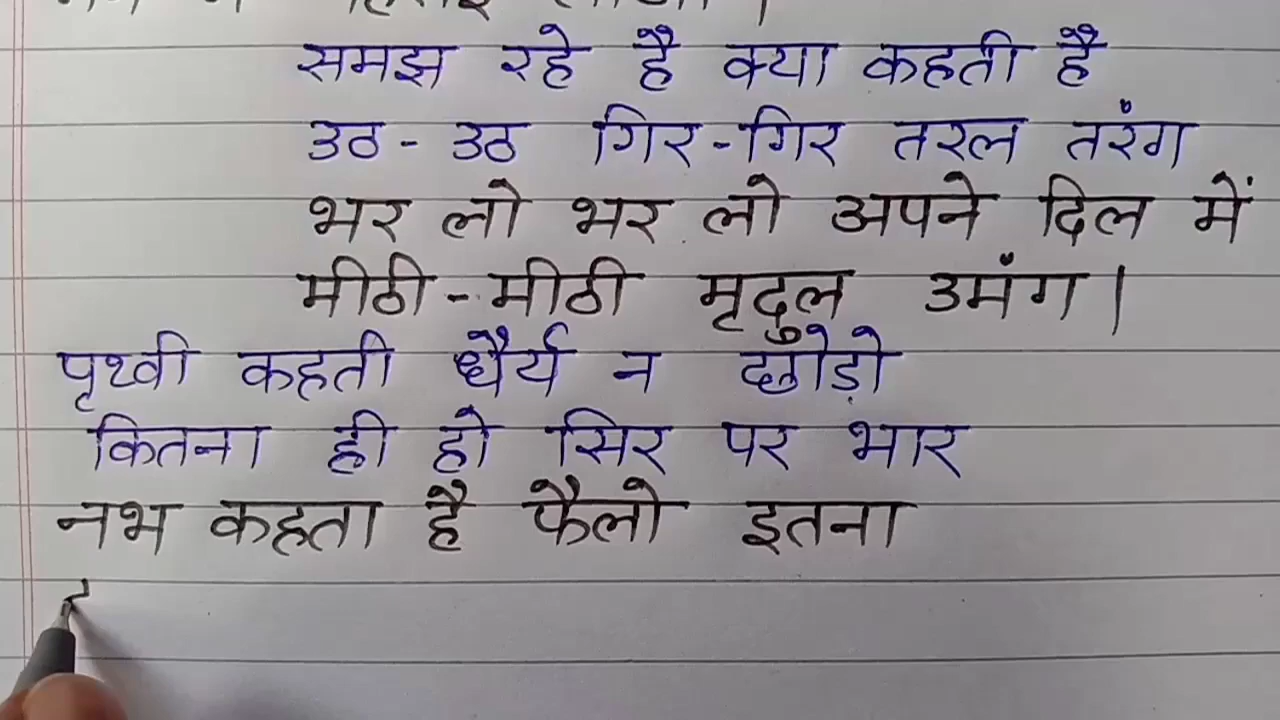 समझ रहे है क्या कहती है
उठ-उठ गिर-गिर तरल तरंग
भर लो भर लो अपने दिल में
मीठी-मीठी मृदुल उमंग।
पृथ्वी कहती धैर्य न छोड़ो
कितना ही हो सिर पर भार
नभ कहता है फैलो इतना